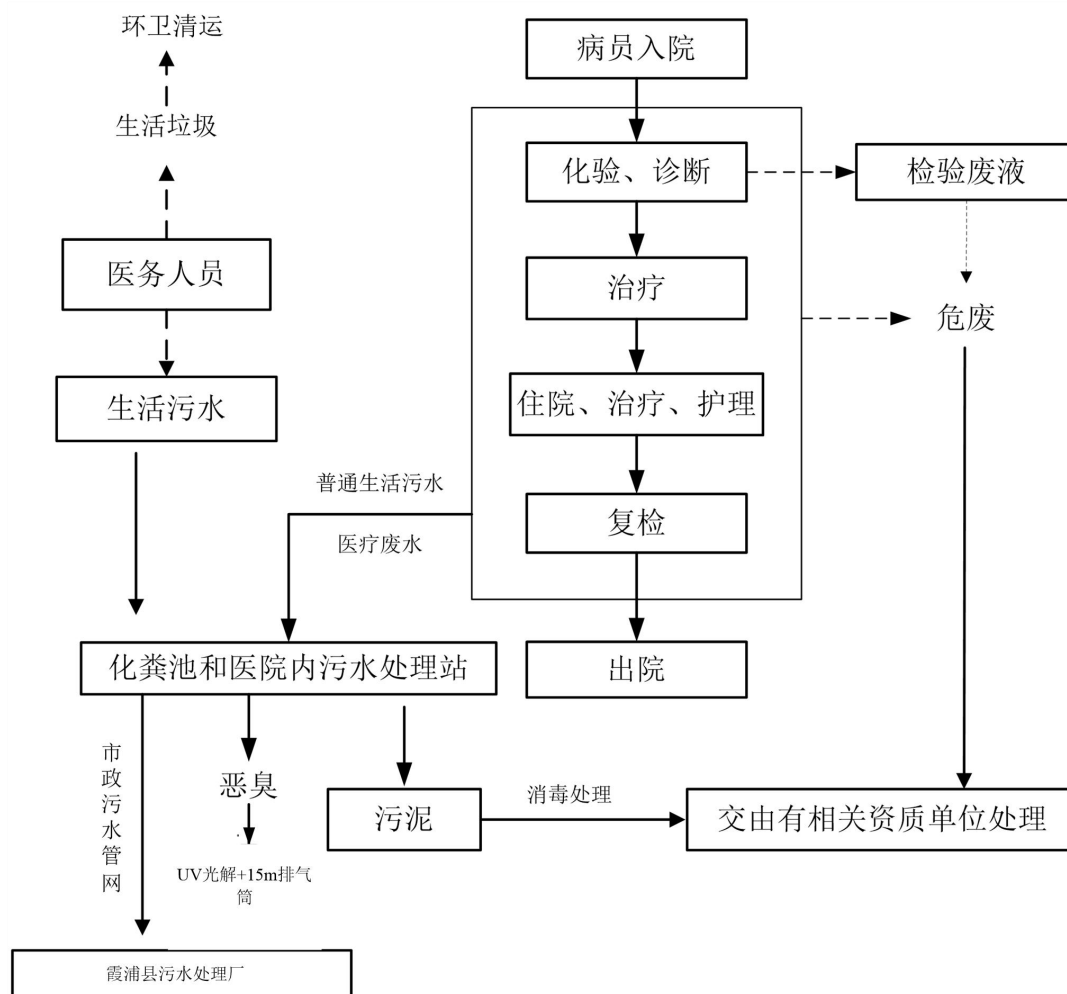 环卫清运
病员入院
生活垃圾
化验、诊断
检验废液
医务人员
治疗
危废
生活污水
住院、治疗、护理
普通生活污水
医疗废水
复检
化粪池和医院内污水处理站
出院
市政污水管网
恶臭
污泥
消毒处理
交由有相关资质单位处理
UV光解+15m排气
筒
霞浦县污水处理厂